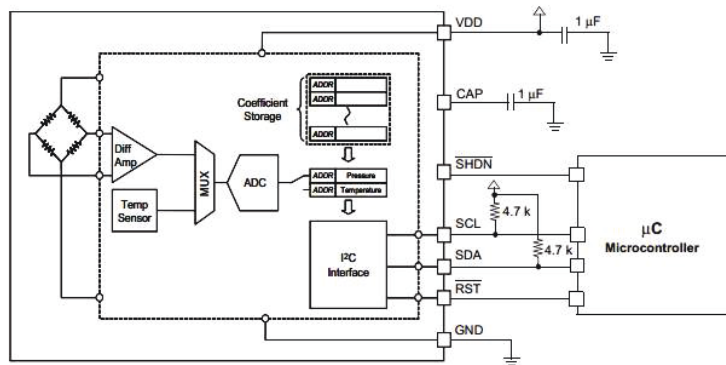 VDD
1 μF
CAP
1 μF
ADDR
ADDR
Coefficient
Storage
ADDR
SHDN
Diff
Amp
MUX
ADC
ADDR Pressure
ADDR Temperature
Temp
Sensor
4.7 k
SCL
μC
Microcontroller
4.7 k
I²C
Interface
SDA
RST
GND